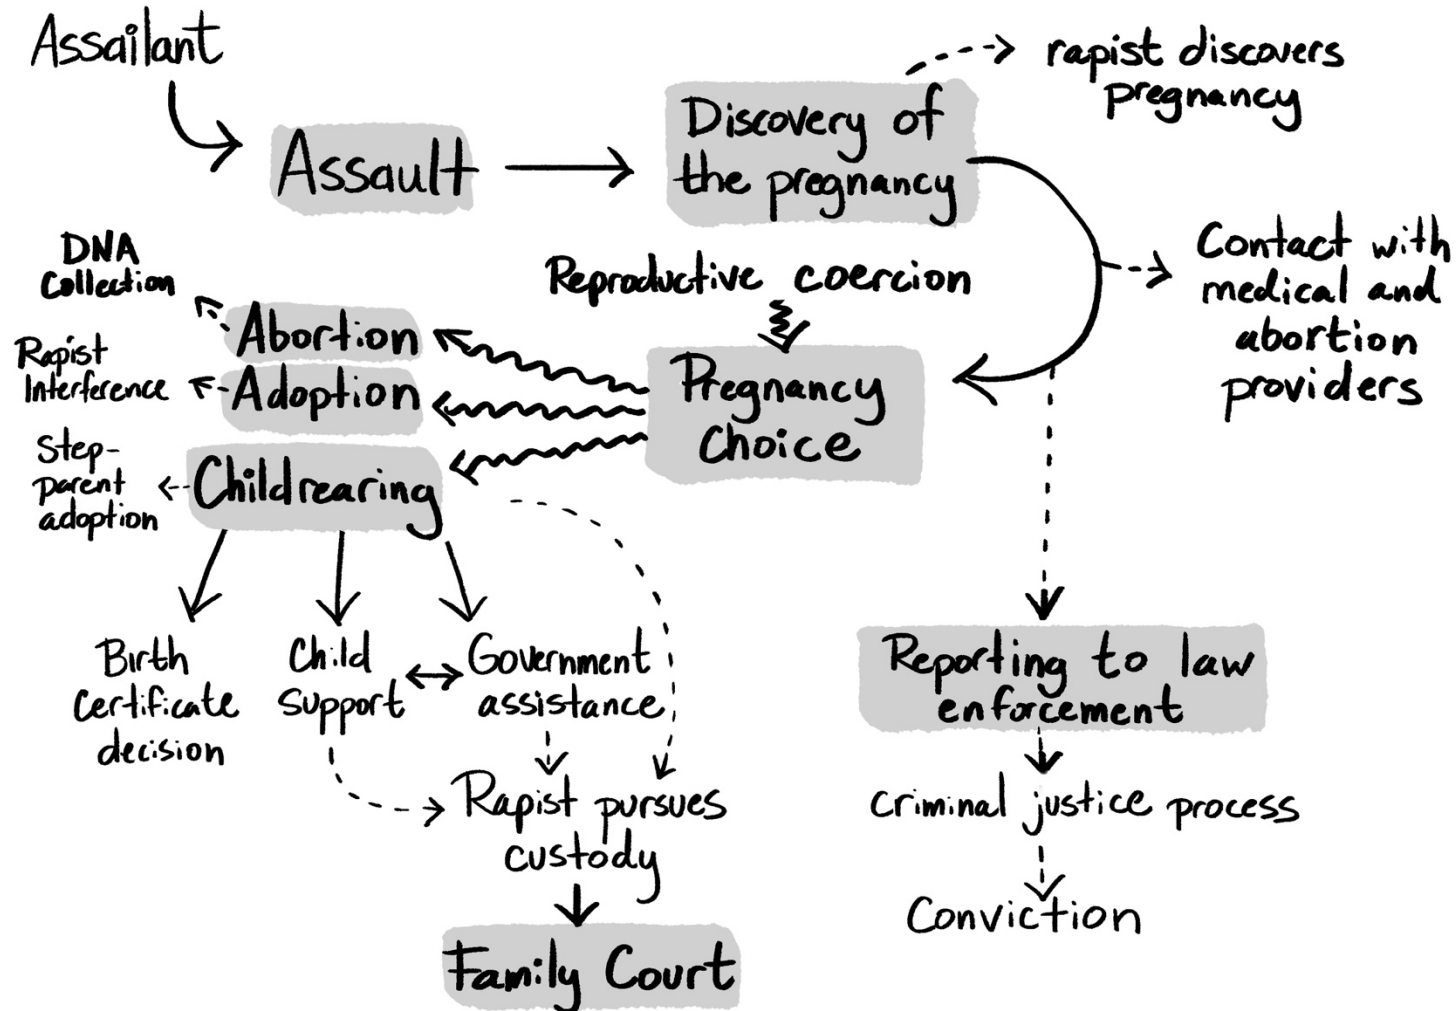 Assailant
Assault
Discovery of
the pregnancy
rapist discovers
pregnancy
Contact with
medical and
abortion
providers
Reproductive coercion
Pregnancy
Choice
DNA
Collection
Abortion
Rapist
Interference
Adoption
Step-
parent
adoption
Childrearing
Birth
certificate
decision
Child
support
Government
assistance
Rapist pursues
custody
Family Court
Reporting to law
enforcement
criminal justice process
Conviction